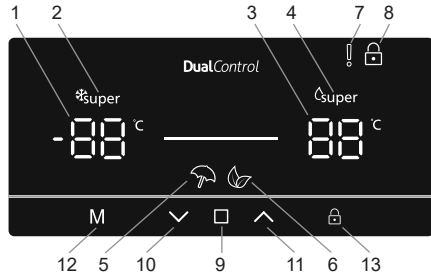 1 2 3 4 7 8
DualControl
super super
-88 °C 88 °C
M
12 5 10 9 11 6 13